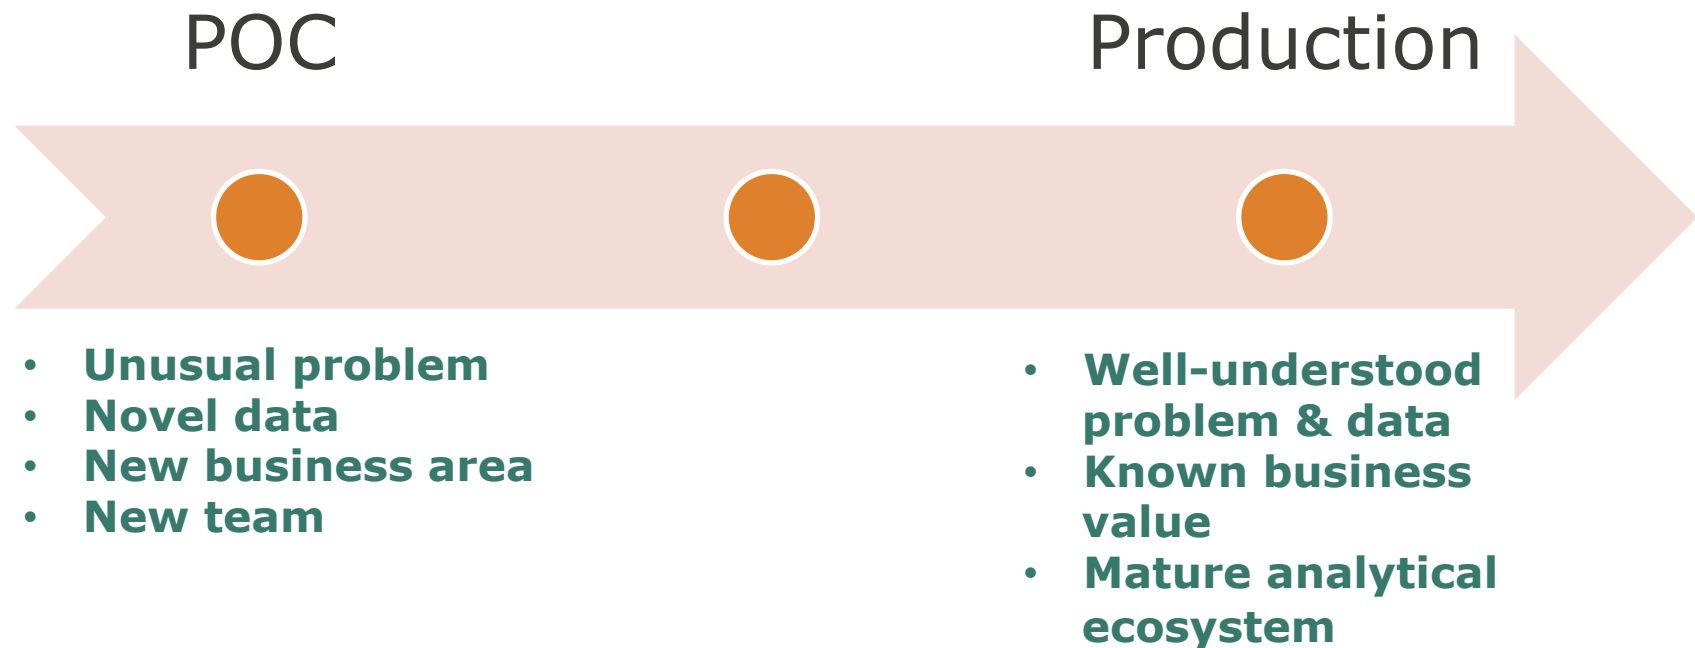 POC
Production
• Unusual problem
• Novel data
• New business area
• New team
• Well-understood
problem & data
• Known business
value
• Mature analytical
ecosystem